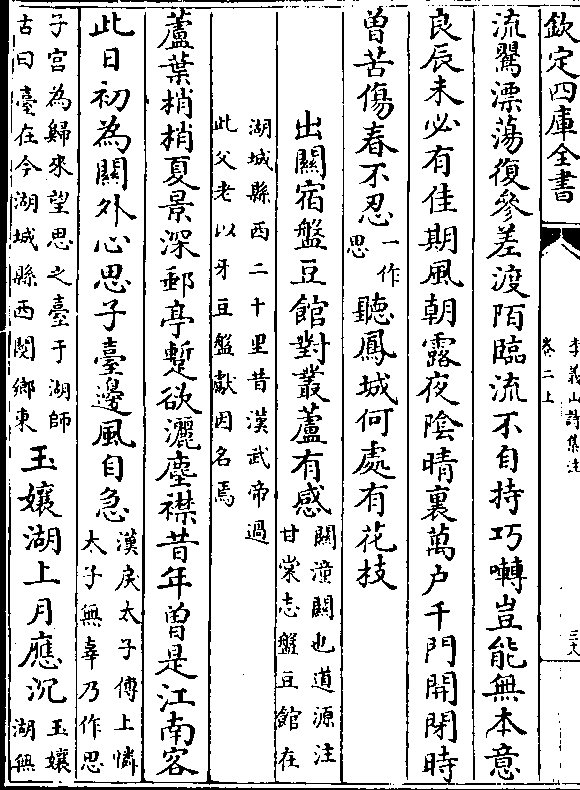 欽定四庫全書
李義山詩集注
卷二上
三六
流鶯漂蕩復參差渡陌臨流不自持巧囀豈能無本意
良辰未必有佳期風朝露夜陰晴裏萬户千門開閉時
曽苦傷春不忍
一作
思
聽鳳城何處有花技
出關宿盤豆館對叢蘆有感
關潼關也道源注
甘棠志盤豆館在
湖城縣西二十里昔漢武帝過
此父老以牙豆盤獻因名焉
蘆葉梢梢夏景深郵亭蹔欲灑塵襟昔年曽是江南客
此日初為關外心思子臺邊風自急
漢戾太子傳上憐
太子無辜乃作思
子宫為歸來望思之臺于湖師
古曰臺在今湖城縣西閿鄉東
玉孃湖上月應沉
玉孃
湖無